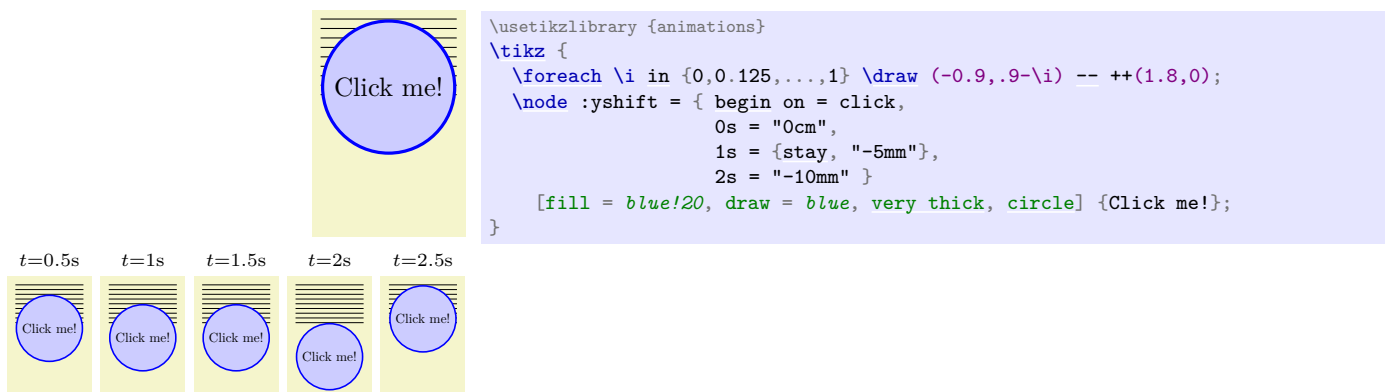 Click me!
\usetikzlibrary {animations}
\tikz {
  \foreach \i in {0,0.125,...,1} \draw (-0.9,.9-\i) -- ++(1.8,0);
  \node :yshift = { begin on = click,
                    0s = "0cm",
                    1s = {stay, "-5mm"},
                    2s = "-10mm" }
    [fill = blue!20, draw = blue, very thick, circle] {Click me!};
}
t=0.5s t=1s t=1.5s t=2s t=2.5s
Click me! Click me! Click me! Click me! Click me!